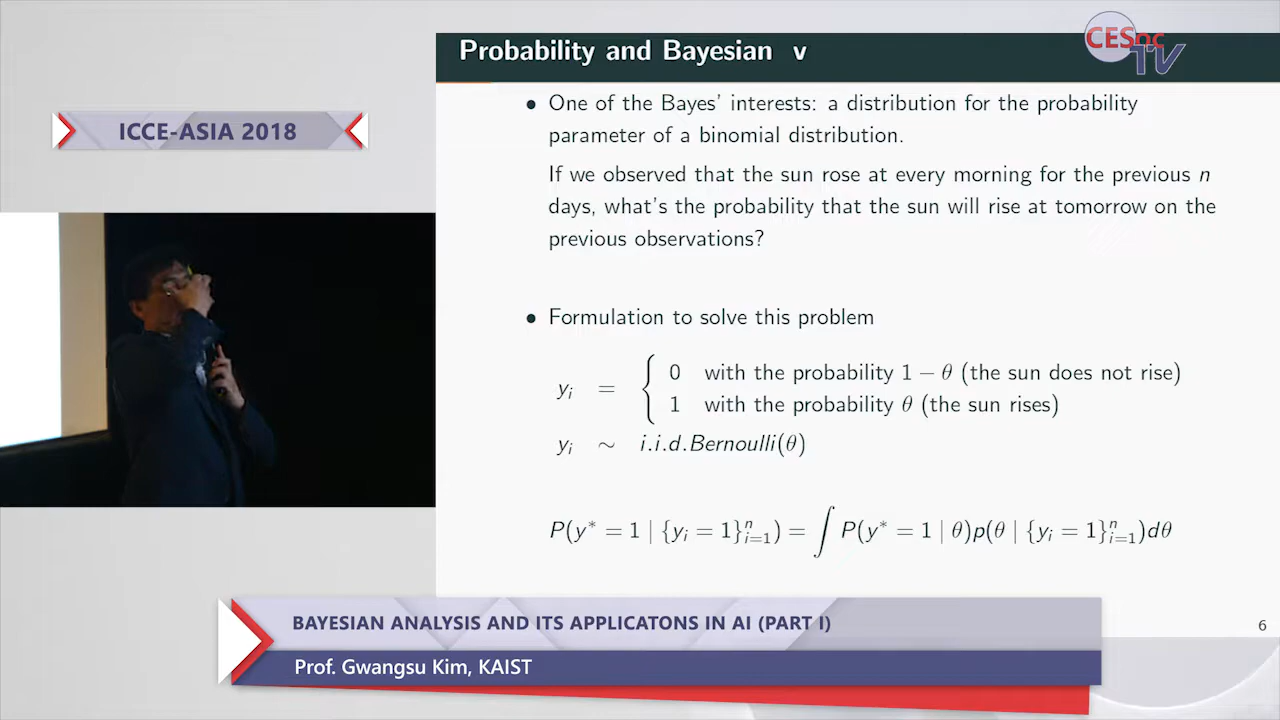 Probability and Bayesian v
CESoc
TV
ICCE-ASIA 2018
• One of the Bayes' interests: a distribution for the probability
parameter of a binomial distribution.
If we observed that the sun rose at every morning for the previous n
days, what's the probability that the sun will rise at tomorrow on the
previous observations?
• Formulation to solve this problem
y_i = { 0 with the probability 1 − θ (the sun does not rise)
1 with the probability θ (the sun rises)
y_i ∼ i.i.d.Bernoulli(θ)
P(y* = 1 | {y_i = 1}_{i=1}^n) = ∫ P(y* = 1 | θ)p(θ | {y_i = 1}_{i=1}^n)dθ
BAYESIAN ANALYSIS AND ITS APPLICATONS IN AI (PART I)
Prof. Gwangsu Kim, KAIST
6